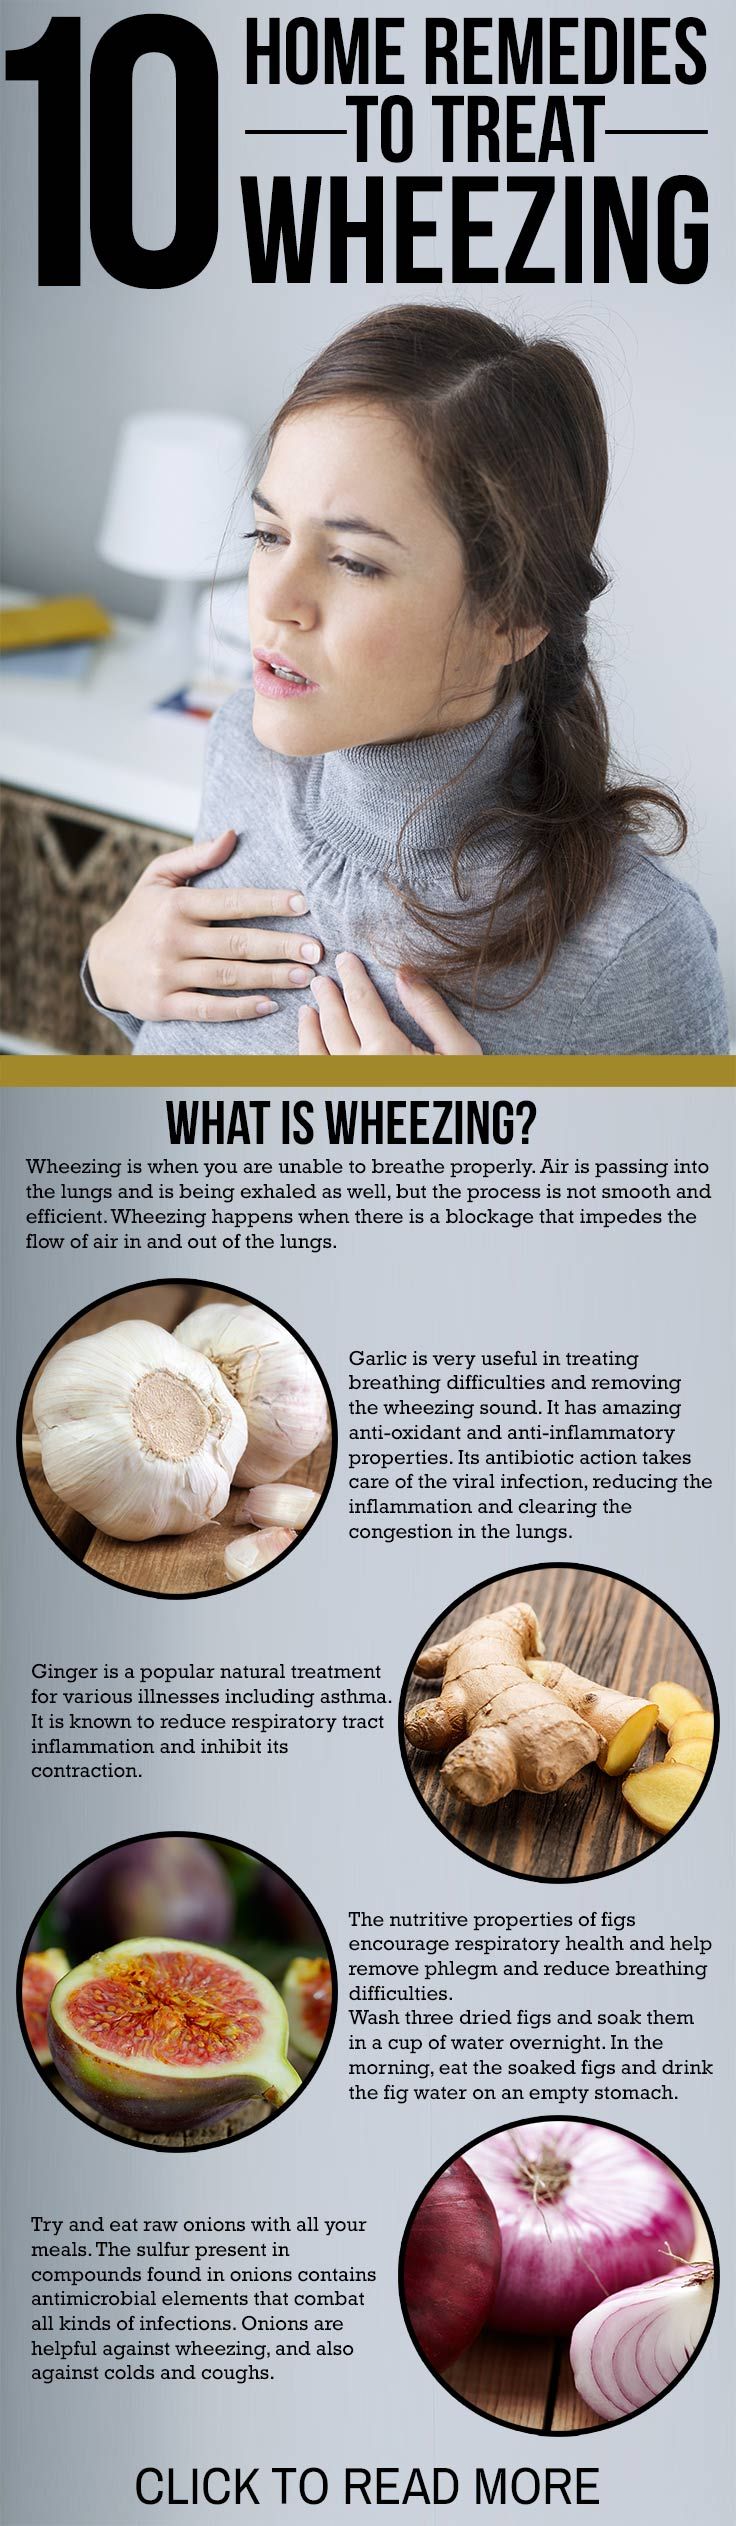 10 HOME REMEDIES
TO TREAT
WHEEZING
WHAT IS WHEEZING?
Wheezing is when you are unable to breathe properly. Air is passing into
the lungs and is being exhaled as well, but the process is not smooth and
efficient. Wheezing happens when there is a blockage that impedes the
flow of air in and out of the lungs.
Garlic is very useful in treating
breathing difficulties and removing
the wheezing sound. It has amazing
anti-oxidant and anti-inflammatory
properties. Its antibiotic action takes
care of the viral infection, reducing the
inflammation and clearing the
congestion in the lungs.
Ginger is a popular natural treatment
for various illnesses including asthma.
It is known to reduce respiratory tract
inflammation and inhibit its
contraction.
The nutritive properties of figs
encourage respiratory health and help
remove phlegm and reduce breathing
difficulties.
Wash three dried figs and soak them
in a cup of water overnight. In the
morning, eat the soaked figs and drink
the fig water on an empty stomach.
Try and eat raw onions with all your
meals. The sulfur present in
compounds found in onions contains
antimicrobial elements that combat
all kinds of infections. Onions are
helpful against wheezing, and also
against colds and coughs.
CLICK TO READ MORE